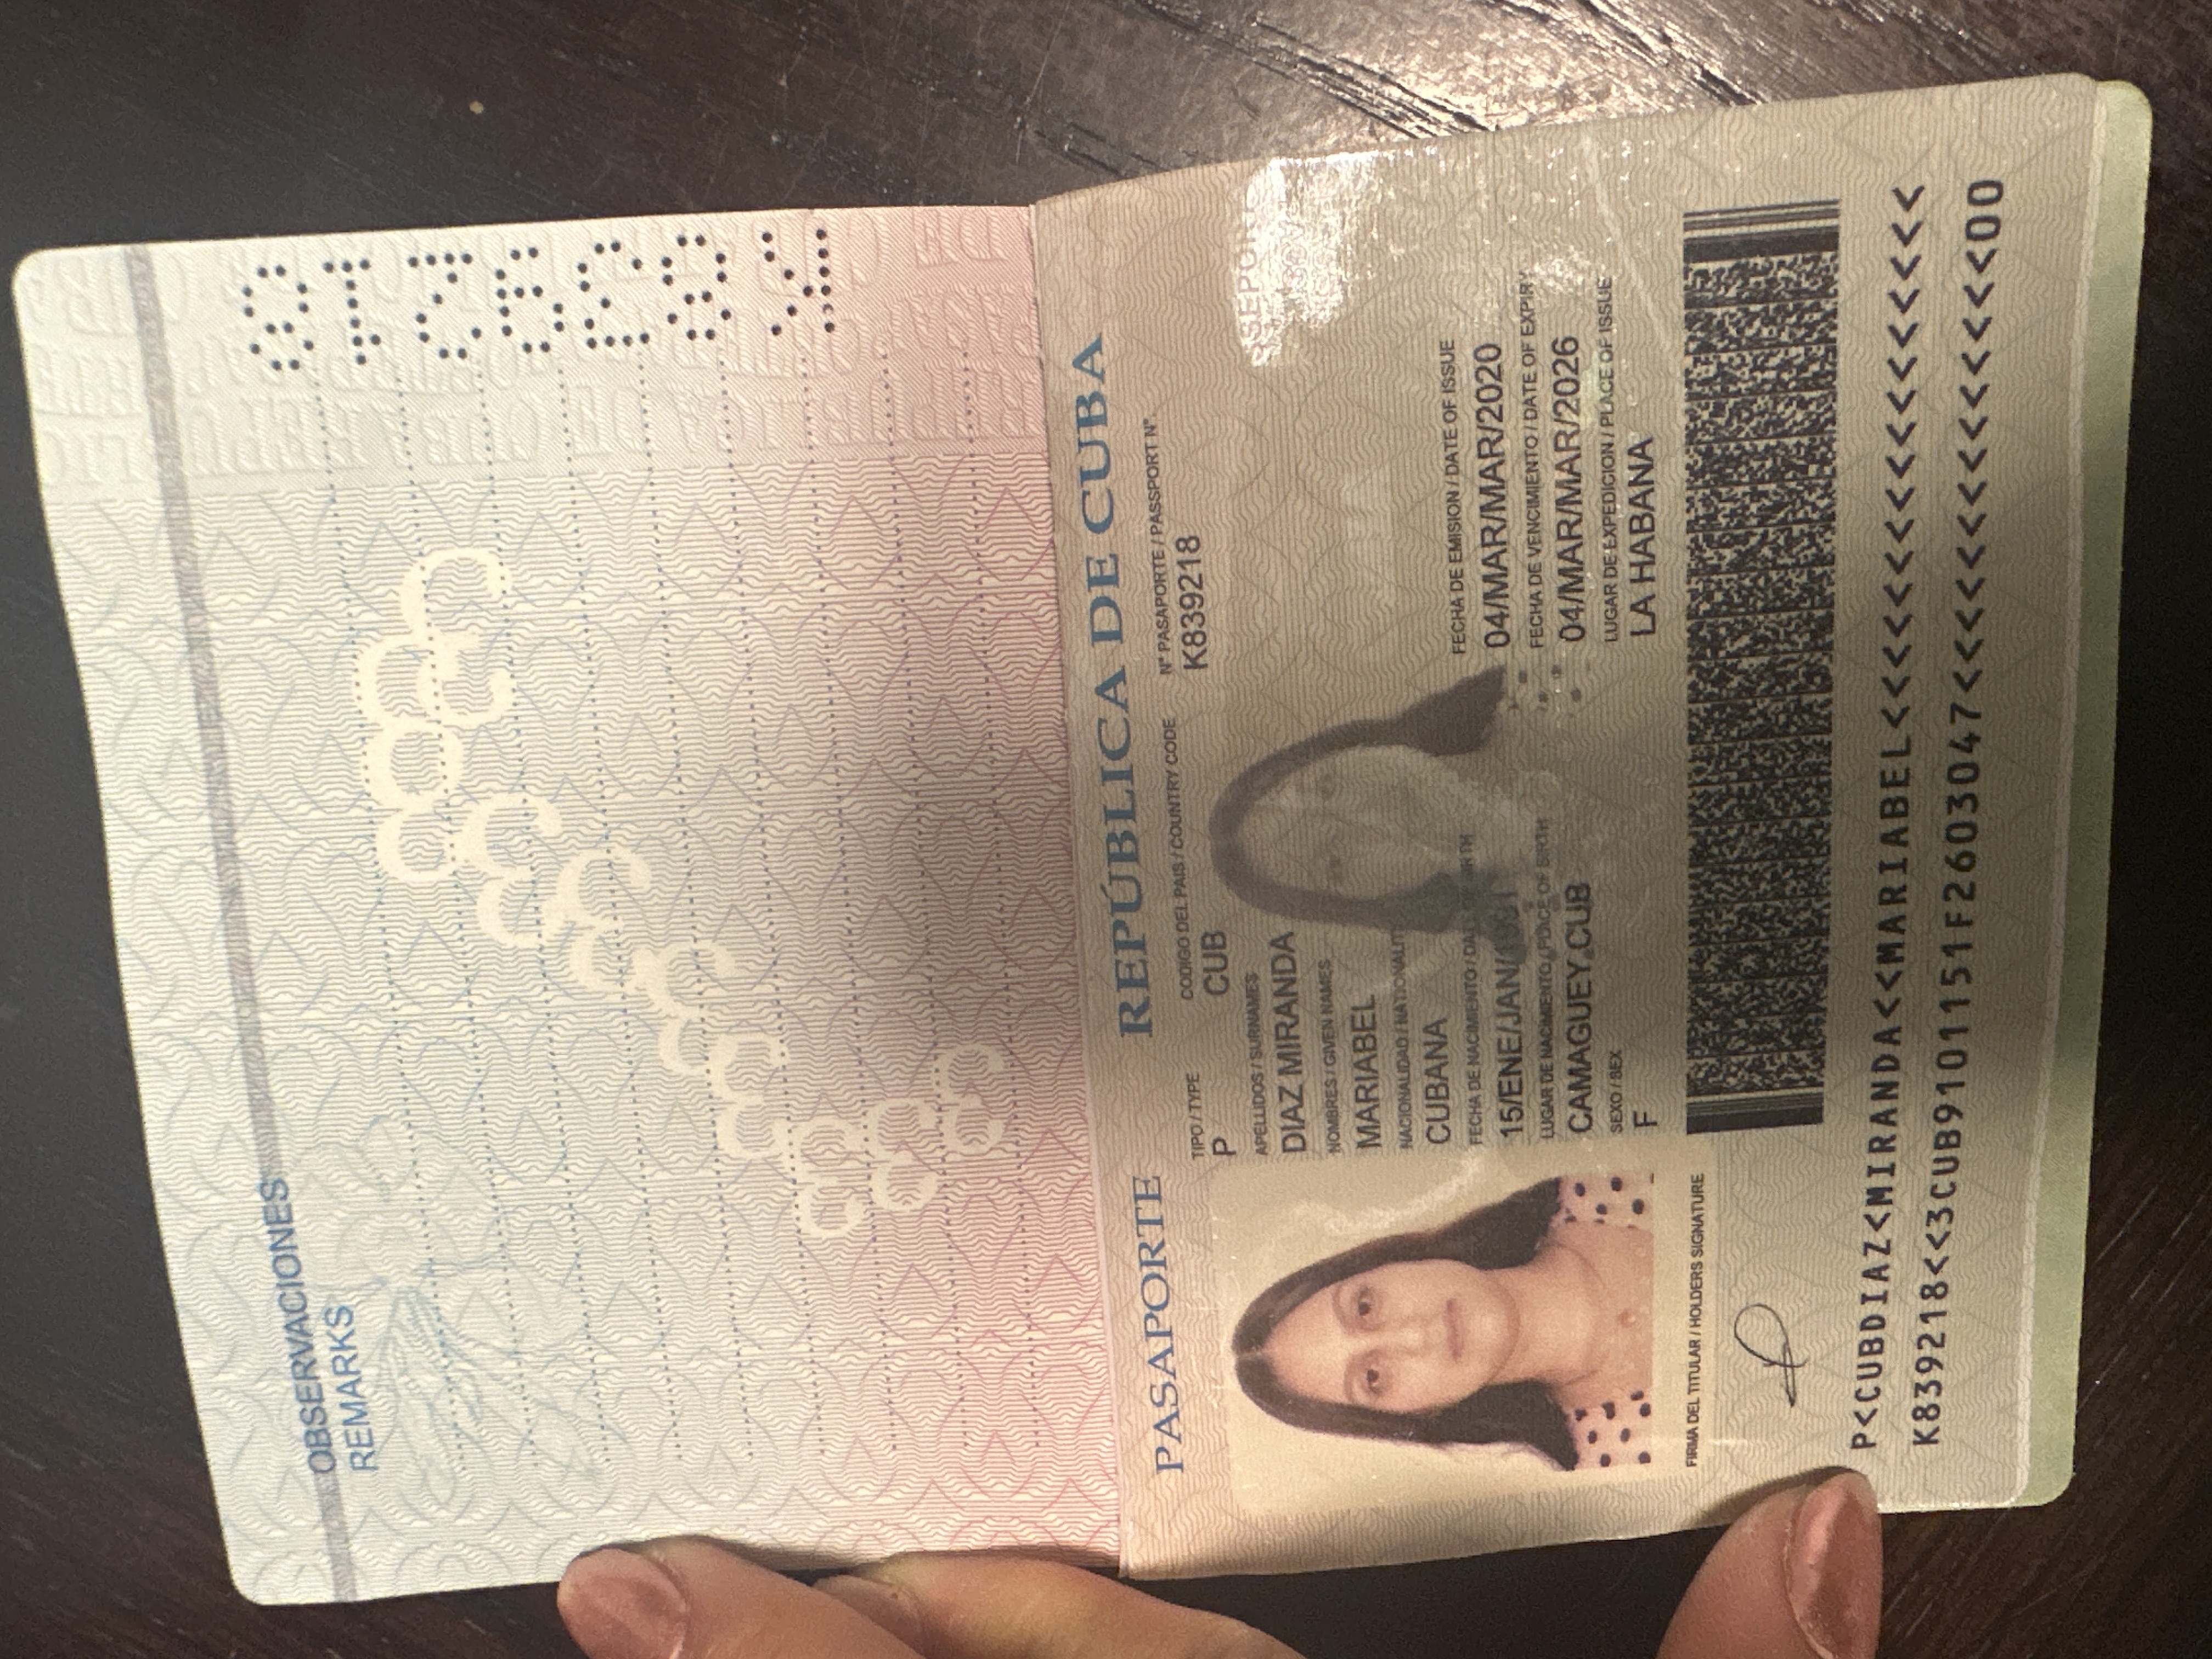 OBSERVACIONES
REMARKS
K839218
PASAPORTE
REPÚBLICA DE CUBA
TIPO / TYPE
CODIGO DEL PAIS / COUNTRY CODE
Nº PASAPORTE / PASSPORT Nº.
P
CUB
K839218
APELLIDOS / SURNAMES
DIAZ MIRANDA
NOMBRES / GIVEN NAMES
MARIABEL
NACIONALIDAD / NATIONALIT
CUBANA
FECHA DE NACIMIENTO / DATE OF BIRTH
15/ENE/JAN/1991
LUGAR DE NACIMIENTO / PLACE OF BIRTH
CAMAGUEY.CUB
SEXO / SEX
F
FECHA DE EMISION / DATE OF ISSUE
04/MAR/MAR/2020
FECHA DE VENCIMIENTO / DATE OF EXPIRY
04/MAR/MAR/2026
LUGAR DE EXPEDICION / PLACE OF ISSUE
LA HABANA
FIRMA DEL TITULAR / HOLDERS SIGNATURE
P<CUBDIAZ<MIRANDA<<MARIABEL<<<<<<<<<<<<<<<<<
K839218<<3CUB9101151F2603047<<<<<<<<<<<<<<00